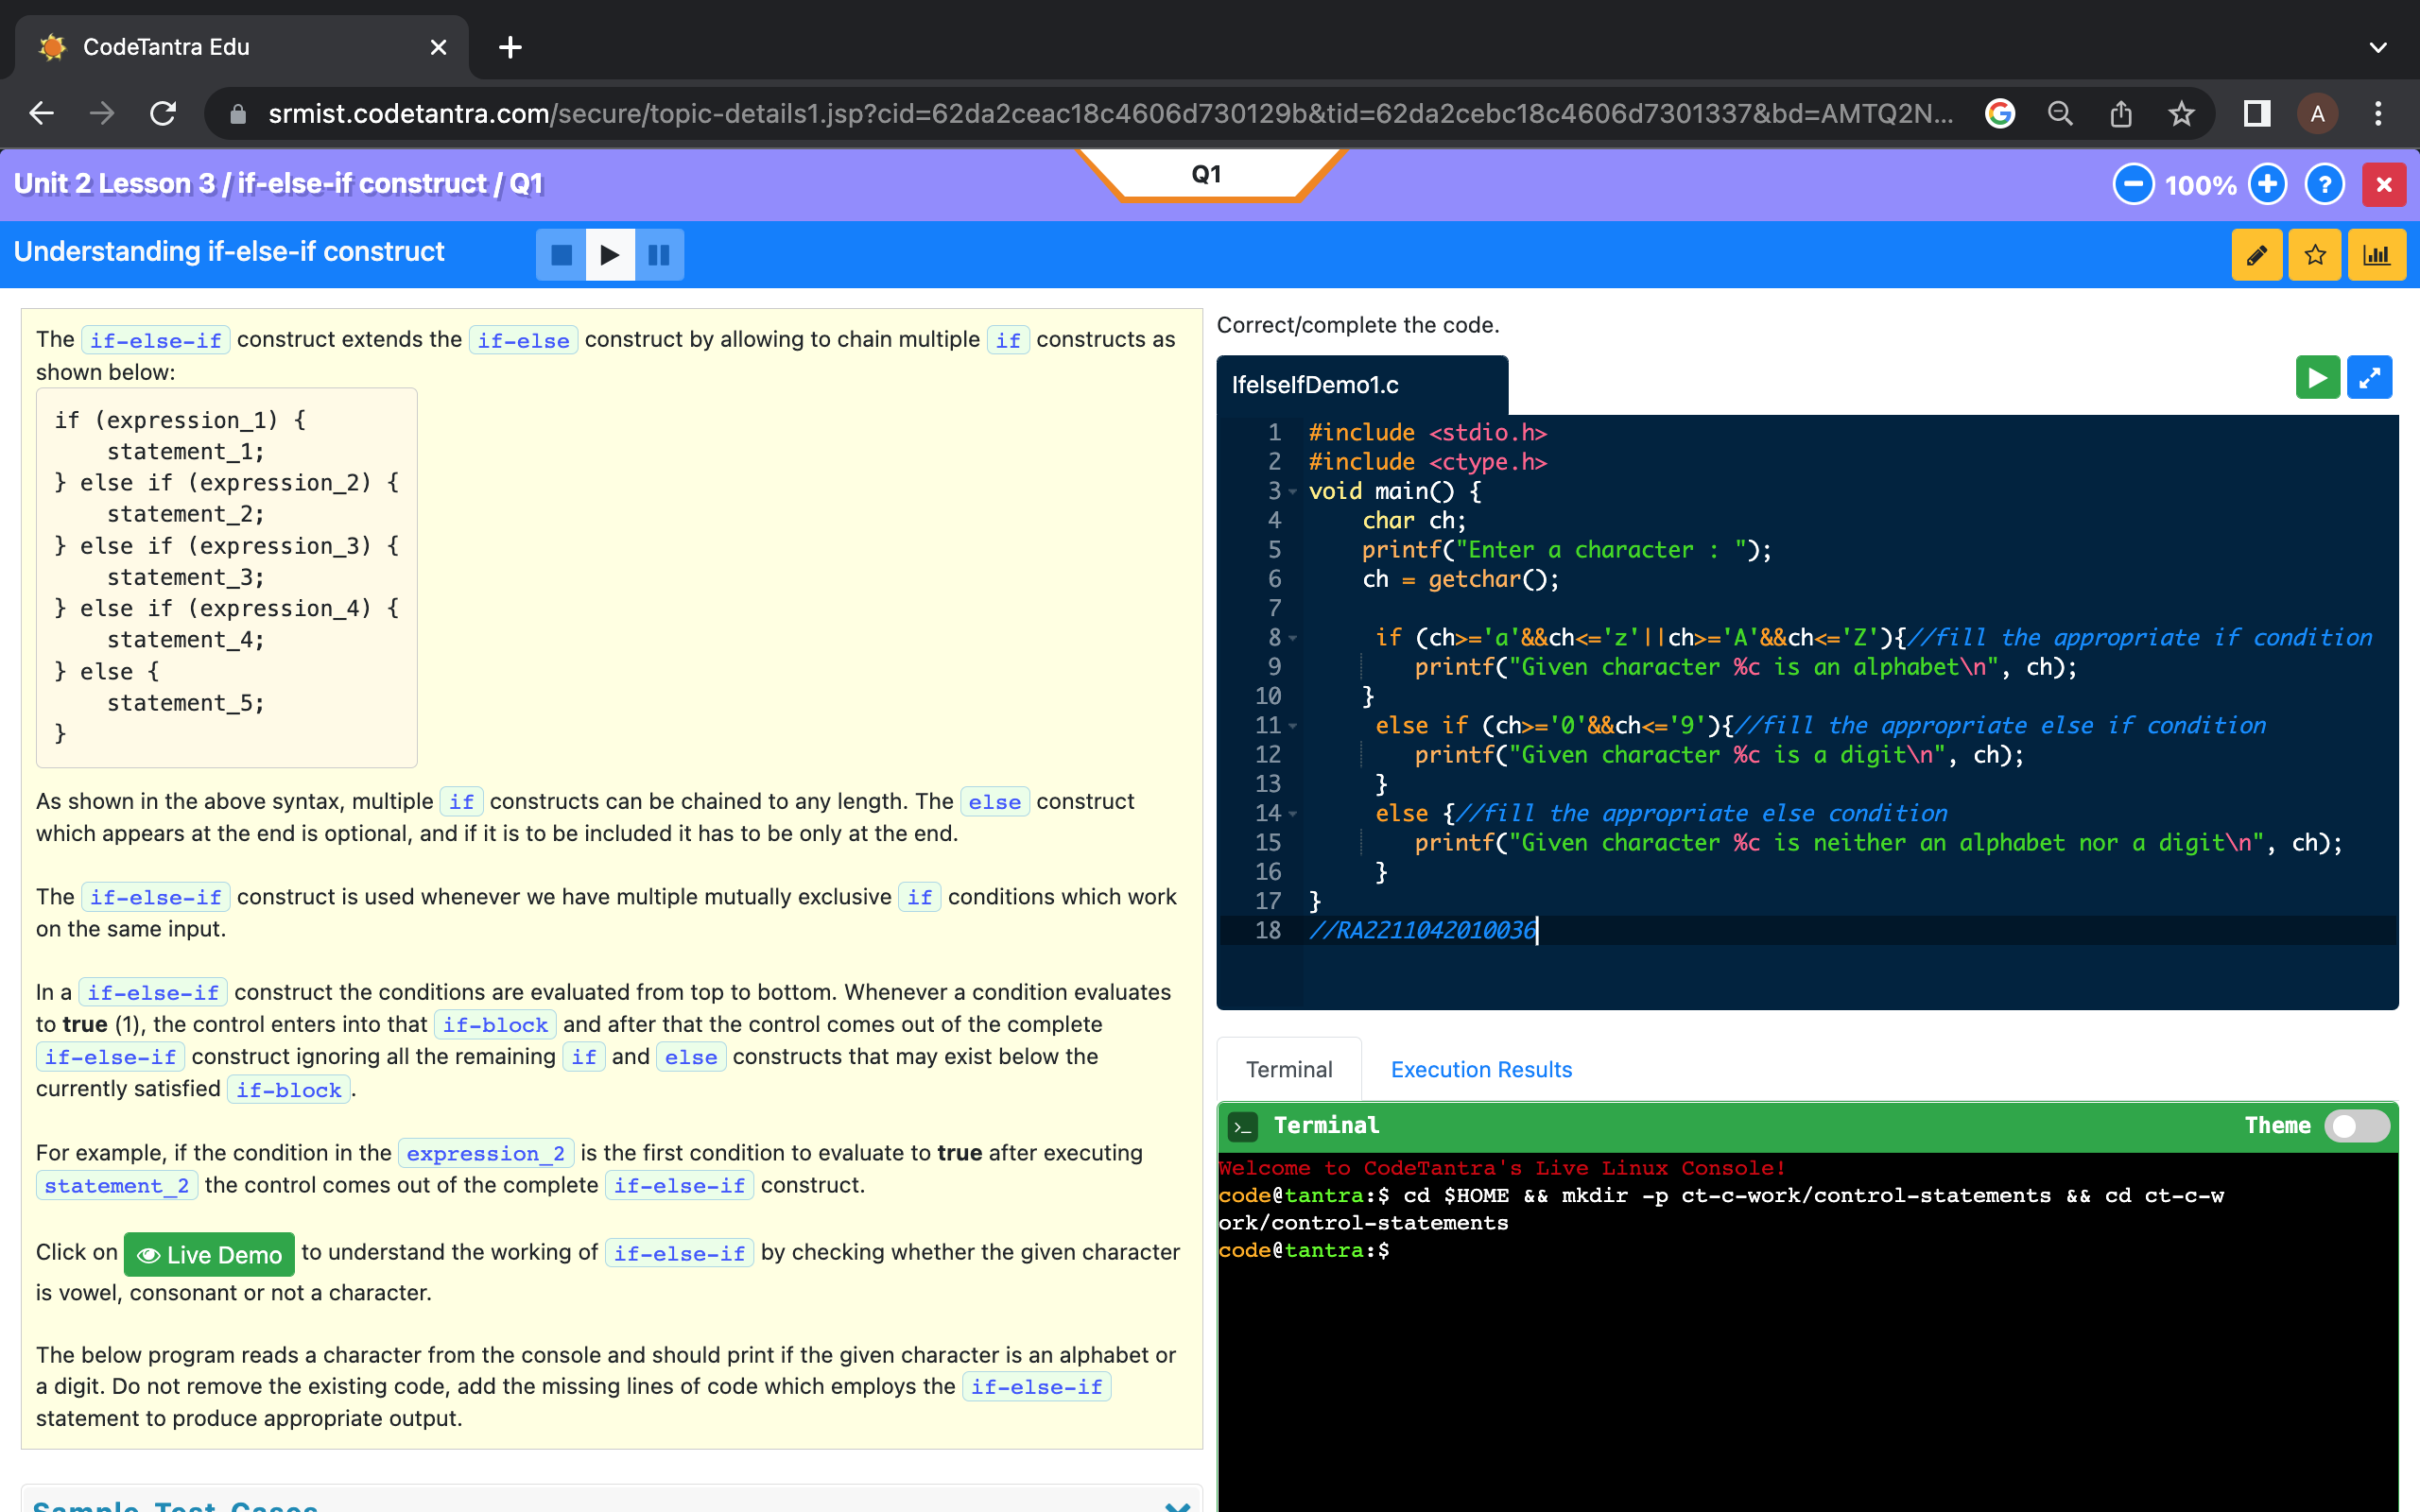 CodeTantra Edu
srmist.codetantra.com/secure/topic-details1.jsp?cid=62da2ceac18c4606d730129b&tid=62da2cebc18c4606d7301337&bd=AMTQ2N...
A
Unit 2 Lesson 3 / if-else-if construct / Q1
Q1
100%
?
Understanding if-else-if construct
The if-else-if construct extends the if-else construct by allowing to chain multiple if constructs as
shown below:
if (expression_1) {
    statement_1;
} else if (expression_2) {
    statement_2;
} else if (expression_3) {
    statement_3;
} else if (expression_4) {
    statement_4;
} else {
    statement_5;
}
As shown in the above syntax, multiple if constructs can be chained to any length. The else construct
which appears at the end is optional, and if it is to be included it has to be only at the end.
The if-else-if construct is used whenever we have multiple mutually exclusive if conditions which work
on the same input.
In a if-else-if construct the conditions are evaluated from top to bottom. Whenever a condition evaluates
to true (1), the control enters into that if-block and after that the control comes out of the complete
if-else-if construct ignoring all the remaining if and else constructs that may exist below the
currently satisfied if-block.
For example, if the condition in the expression_2 is the first condition to evaluate to true after executing
statement_2 the control comes out of the complete if-else-if construct.
Click on Live Demo to understand the working of if-else-if by checking whether the given character
is vowel, consonant or not a character.
The below program reads a character from the console and should print if the given character is an alphabet or
a digit. Do not remove the existing code, add the missing lines of code which employs the if-else-if
statement to produce appropriate output.
Sample Test Cases
Correct/complete the code.
IfelseIfDemo1.c
1 #include <stdio.h>
2 #include <ctype.h>
3 void main() {
4     char ch;
5     printf("Enter a character : ");
6     ch = getchar();
7
8      if (ch>='a'&&ch<='z'||ch>='A'&&ch<='Z'){//fill the appropriate if condition
9         printf("Given character %c is an alphabet\n", ch);
10     }
11      else if (ch>='0'&&ch<='9'){//fill the appropriate else if condition
12         printf("Given character %c is a digit\n", ch);
13      }
14      else {//fill the appropriate else condition
15         printf("Given character %c is neither an alphabet nor a digit\n", ch);
16      }
17 }
18 //RA2211042010036
Terminal
Execution Results
>_ Terminal
Theme
Welcome to CodeTantra's Live Linux Console!
code@tantra:$ cd $HOME && mkdir -p ct-c-work/control-statements && cd ct-c-w
ork/control-statements
code@tantra:$